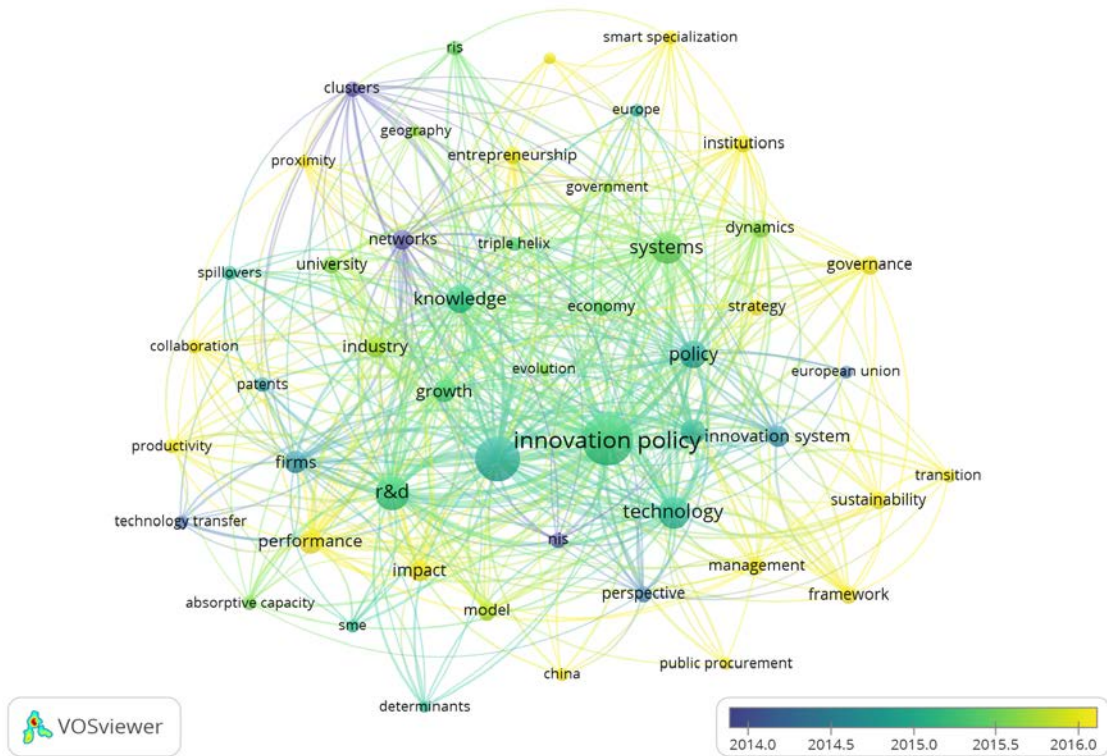 smart specialization
ris
clusters
europe
geography
institutions
proximity
entrepreneurship
government
dynamics
networks
triple helix
systems
university
governance
spillovers
knowledge
economy
strategy
collaboration
industry
policy
evolution
european union
patents
growth
innovation policy
innovation system
productivity
firms
transition
r&d
sustainability
technology
technology transfer
performance
nis
management
impact
perspective
framework
absorptive capacity
model
sme
public procurement
china
determinants
VOSviewer
2014.0 2014.5 2015.0 2015.5 2016.0